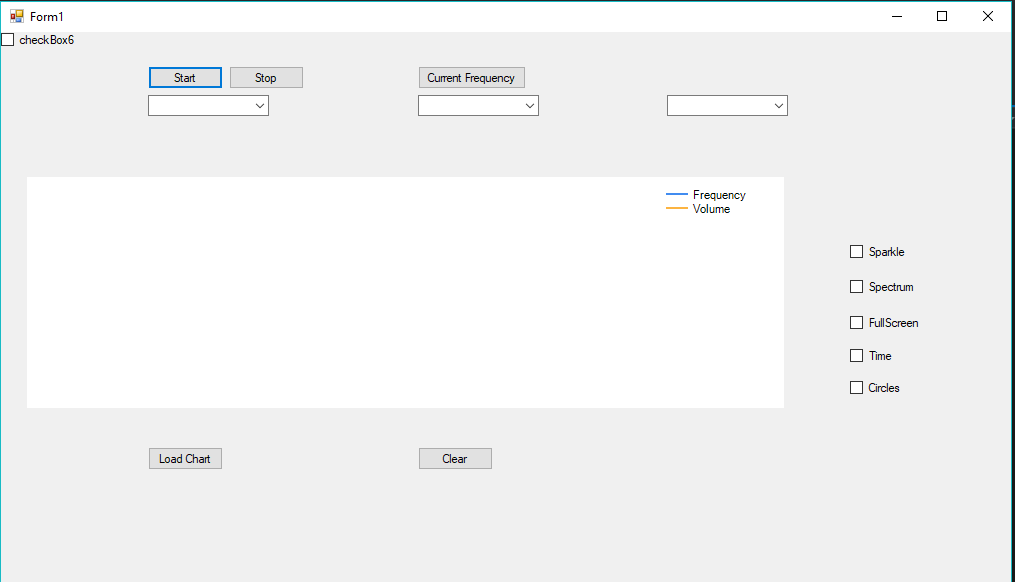 Form1
checkBox6
Start Stop Current Frequency
Frequency
Volume
Sparkle
Spectrum
FullScreen
Time
Circles
Load Chart Clear